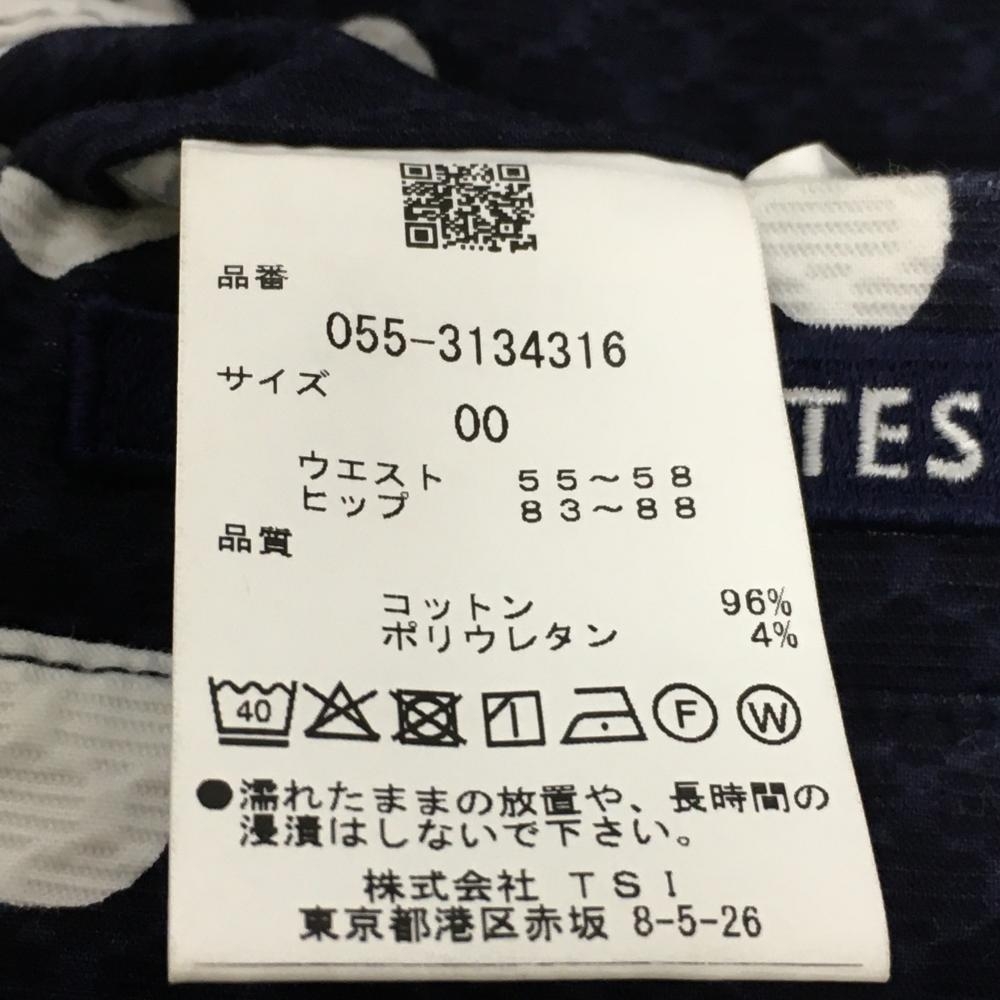 品番
055-3134316
サイズ
00
ウエスト 55~58
ヒップ 83~88
品質
コットン 96%
ポリウレタン 4%
40
F
W
●濡れたままの放置や、長時間の
浸漬はしないで下さい。
株式会社 TSI
東京都港区赤坂 8-5-26
TES